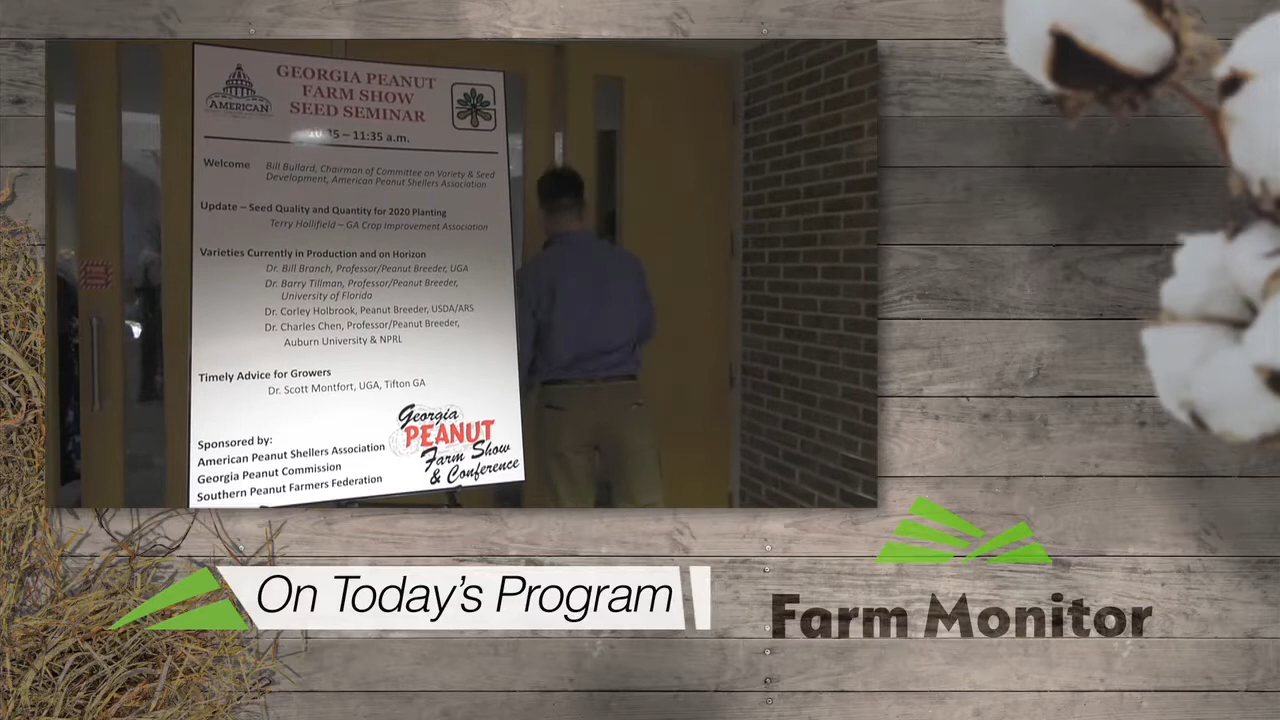 GEORGIA PEANUT
FARM SHOW
SEED SEMINAR
AMERICAN
– 11:35 a.m.
Welcome Bill Bullard, Chairman of Committee on Variety & Seed
Development, American Peanut Shellers Association
Update – Seed Quality and Quantity for 2020 Planting
Terry Hollifield – GA Crop Improvement Association
Varieties Currently in Production and on Horizon
Dr. Bill Branch, Professor/Peanut Breeder, UGA
Dr. Barry Tillman, Professor/Peanut Breeder,
University of Florida
Dr. Corley Holbrook, Peanut Breeder, USDA/ARS
Dr. Charles Chen, Professor/Peanut Breeder,
Auburn University & NPRL
Timely Advice for Growers
Dr. Scott Montfort, UGA, Tifton GA
Sponsored by:
American Peanut Shellers Association
Georgia Peanut Commission
Southern Peanut Farmers Federation
Georgia
PEANUT
Farm Show
& Conference
On Today's Program
Farm Monitor